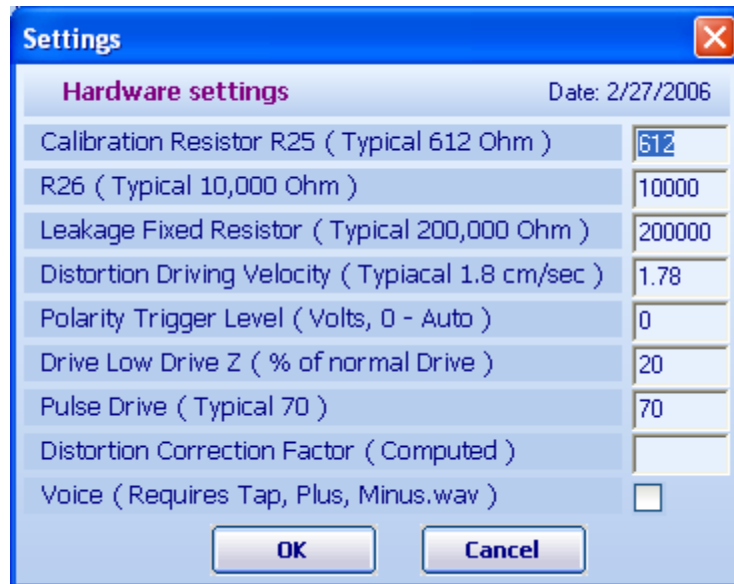 Settings
Hardware settings Date: 2/27/2006
Calibration Resistor R25 ( Typical 612 Ohm ) 612
R26 ( Typical 10,000 Ohm ) 10000
Leakage Fixed Resistor ( Typical 200,000 Ohm ) 200000
Distortion Driving Velocity ( Typiacal 1.8 cm/sec ) 1.78
Polarity Trigger Level ( Volts, 0 - Auto ) 0
Drive Low Drive Z ( % of normal Drive ) 20
Pulse Drive ( Typical 70 ) 70
Distortion Correction Factor ( Computed )
Voice ( Requires Tap, Plus, Minus.wav )
OK Cancel